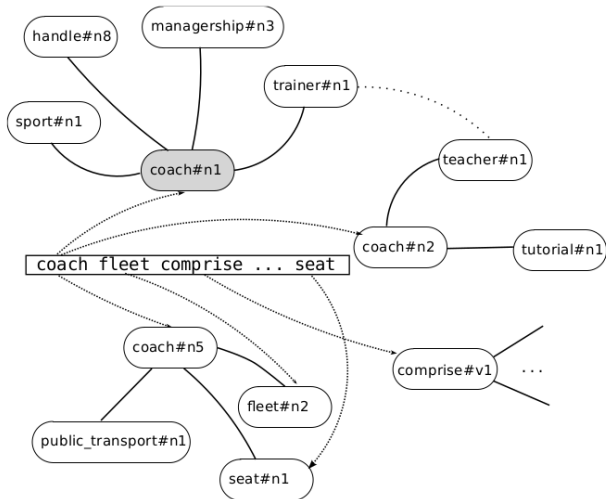 managership#n3
handle#n8
trainer#n1
sport#n1
teacher#n1
coach#n1
coach#n2
tutorial#n1
coach fleet comprise ... seat
coach#n5
comprise#v1
...
fleet#n2
public_transport#n1
seat#n1